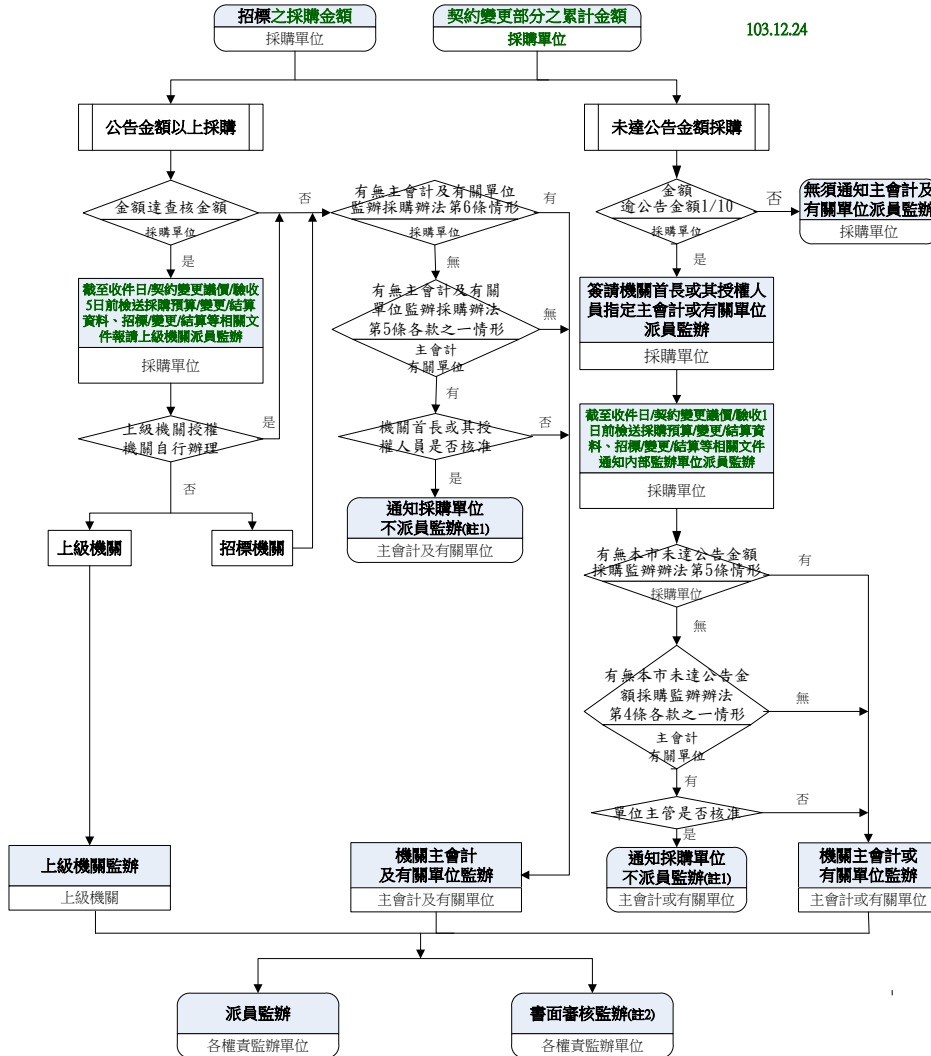 招標之採購金額
採購單位
契約變更部分之累計金額
採購單位
103.12.24
公告金額以上採購
未達公告金額採購
金額達查核金額
採購單位
否
是
有無主會計及有關單位
監辦採購辦法第6條情形
採購單位
有
無
金額
逾公告金額1/10
採購單位
否
是
無須通知主會計及
有關單位派員監辦
採購單位
截至收件日/契約變更議價/驗收
5日前檢送採購預算/變更/結算
資料、招標/變更/結算等相關文
件報請上級機關派員監辦
採購單位
有無主會計及有關
單位監辦採購辦法
第5條各款之一情形
主會計
有關單位
無
有
簽請機關首長或其授權人
員指定主會計或有關單位
派員監辦
採購單位
上級機關授權
機關自行辦理
是
否
機關首長或其授
權人員是否核准
否
是
截至收件日/契約變更議價/驗收1
日前檢送採購預算/變更/結算資
料、招標/變更/結算等相關文件
通知內部監辦單位派員監辦
採購單位
上級機關
招標機關
通知採購單位
不派員監辦(註1)
主會計及有關單位
有無本市未達公告金額
採購監辦辦法第5條情形
採購單位
有
無
有無本市未達公告金
額採購監辦辦法
第4條各款之一情形
主會計
有關單位
無
有
單位主管是否核准
否
是
上級機關監辦
上級機關
機關主會計
及有關單位監辦
主會計及有關單位
通知採購單位
不派員監辦(註1)
主會計或有關單位
機關主會計或
有關單位監辦
主會計或有關單位
派員監辦
各權責監辦單位
書面審核監辦(註2)
各權責監辦單位